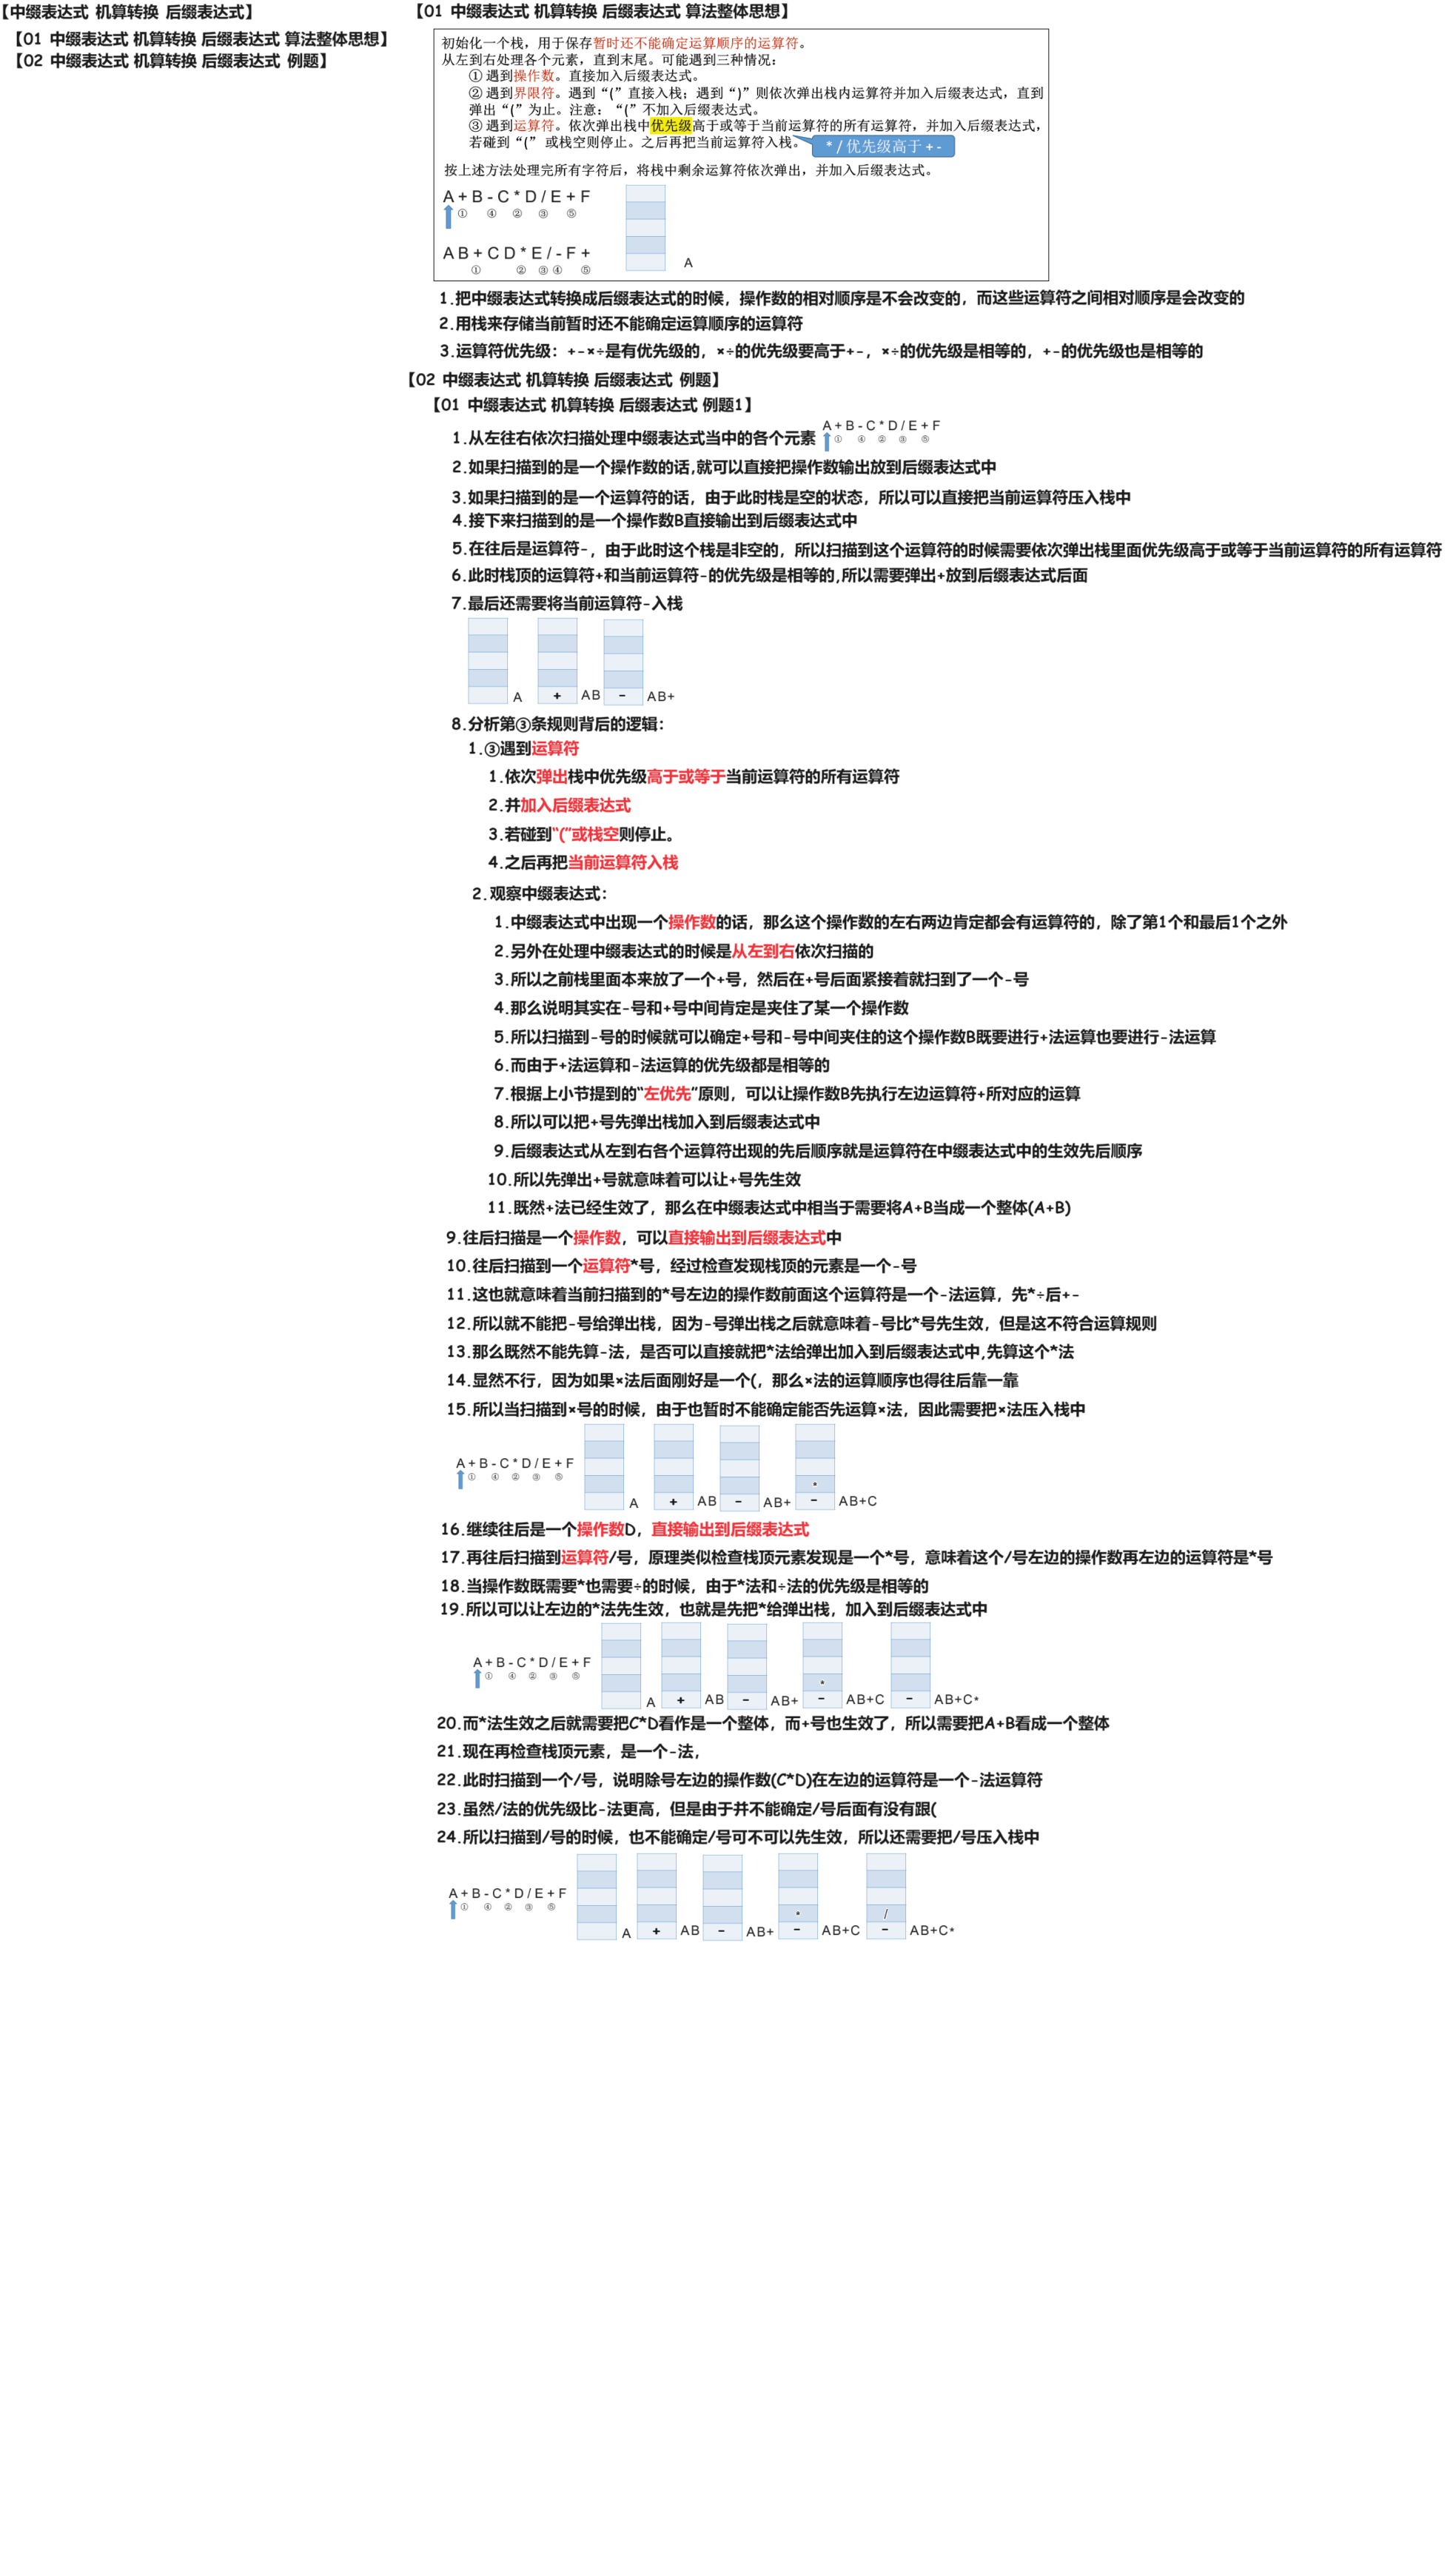 【中缀表达式 机算转换 后缀表达式】
【01 中缀表达式 机算转换 后缀表达式 算法整体思想】
【02 中缀表达式 机算转换 后缀表达式 例题】
【01 中缀表达式 机算转换 后缀表达式 算法整体思想】
初始化一个栈，用于保存暂时还不能确定运算顺序的运算符。
从左到右处理各个元素，直到末尾。可能遇到三种情况：
① 遇到操作数。直接加入后缀表达式。
② 遇到界限符。遇到“(”直接入栈；遇到“)”则依次弹出栈内运算符并加入后缀表达式，直到
弹出“(”为止。注意：“(”不加入后缀表达式。
③ 遇到运算符。依次弹出栈中优先级高于或等于当前运算符的所有运算符，并加入后缀表达式，
若碰到“(” 或栈空则停止。之后再把当前运算符入栈。
* / 优先级高于 + -
按上述方法处理完所有字符后，将栈中剩余运算符依次弹出，并加入后缀表达式。
A + B - C * D / E + F
① ④ ② ③ ⑤
A B + C D * E / - F +
① ② ③ ④ ⑤
A
1.把中缀表达式转换成后缀表达式的时候，操作数的相对顺序是不会改变的，而这些运算符之间相对顺序是会改变的
2.用栈来存储当前暂时还不能确定运算顺序的运算符
3.运算符优先级：+-×÷是有优先级的，×÷的优先级要高于+-，×÷的优先级是相等的，+-的优先级也是相等的
【02 中缀表达式 机算转换 后缀表达式 例题】
【01 中缀表达式 机算转换 后缀表达式 例题1】
1.从左往右依次扫描处理中缀表达式当中的各个元素 A + B - C * D / E + F
① ④ ② ③ ⑤
2.如果扫描到的是一个操作数的话,就可以直接把操作数输出放到后缀表达式中
3.如果扫描到的是一个运算符的话，由于此时栈是空的状态，所以可以直接把当前运算符压入栈中
4.接下来扫描到的是一个操作数B直接输出到后缀表达式中
5.在往后是运算符-，由于此时这个栈是非空的，所以扫描到这个运算符的时候需要依次弹出栈里面优先级高于或等于当前运算符的所有运算符
6.此时栈顶的运算符+和当前运算符-的优先级是相等的,所以需要弹出+放到后缀表达式后面
7.最后还需要将当前运算符-入栈
A + AB - AB+
8.分析第③条规则背后的逻辑：
1.③遇到运算符
1.依次弹出栈中优先级高于或等于当前运算符的所有运算符
2.并加入后缀表达式
3.若碰到“(”或栈空则停止。
4.之后再把当前运算符入栈
2.观察中缀表达式：
1.中缀表达式中出现一个操作数的话，那么这个操作数的左右两边肯定都会有运算符的，除了第1个和最后1个之外
2.另外在处理中缀表达式的时候是从左到右依次扫描的
3.所以之前栈里面本来放了一个+号，然后在+号后面紧接着就扫到了一个-号
4.那么说明其实在-号和+号中间肯定是夹住了某一个操作数
5.所以扫描到-号的时候就可以确定+号和-号中间夹住的这个操作数B既要进行+法运算也要进行-法运算
6.而由于+法运算和-法运算的优先级都是相等的
7.根据上小节提到的“左优先”原则，可以让操作数B先执行左边运算符+所对应的运算
8.所以可以把+号先弹出栈加入到后缀表达式中
9.后缀表达式从左到右各个运算符出现的先后顺序就是运算符在中缀表达式中的生效先后顺序
10.所以先弹出+号就意味着可以让+号先生效
11.既然+法已经生效了，那么在中缀表达式中相当于需要将A+B当成一个整体(A+B)
9.往后扫描是一个操作数，可以直接输出到后缀表达式中
10.往后扫描到一个运算符*号，经过检查发现栈顶的元素是一个-号
11.这也就意味着当前扫描到的*号左边的操作数前面这个运算符是一个-法运算，先*÷后+-
12.所以就不能把-号给弹出栈，因为-号弹出栈之后就意味着-号比*号先生效，但是这不符合运算规则
13.那么既然不能先算-法，是否可以直接就把*法给弹出加入到后缀表达式中,先算这个*法
14.显然不行，因为如果×法后面刚好是一个(，那么×法的运算顺序也得往后靠一靠
15.所以当扫描到×号的时候，由于也暂时不能确定能否先运算×法，因此需要把×法压入栈中
A + B - C * D / E + F
① ④ ② ③ ⑤
*
A + AB - AB+ - AB+C
16.继续往后是一个操作数D，直接输出到后缀表达式
17.再往后扫描到运算符/号，原理类似检查栈顶元素发现是一个*号，意味着这个/号左边的操作数再左边的运算符是*号
18.当操作数既需要*也需要÷的时候，由于*法和÷法的优先级是相等的
19.所以可以让左边的*法先生效，也就是先把*给弹出栈，加入到后缀表达式中
A + B - C * D / E + F
① ④ ② ③ ⑤
*
A + AB - AB+ - AB+C - AB+C*
20.而*法生效之后就需要把C*D看作是一个整体，而+号也生效了，所以需要把A+B看成一个整体
21.现在再检查栈顶元素，是一个-法，
22.此时扫描到一个/号，说明除号左边的操作数(C*D)在左边的运算符是一个-法运算符
23.虽然/法的优先级比-法更高，但是由于并不能确定/号后面有没有跟(
24.所以扫描到/号的时候，也不能确定/号可不可以先生效，所以还需要把/号压入栈中
A + B - C * D / E + F
① ④ ② ③ ⑤
* /
A + AB - AB+ - AB+C - AB+C*